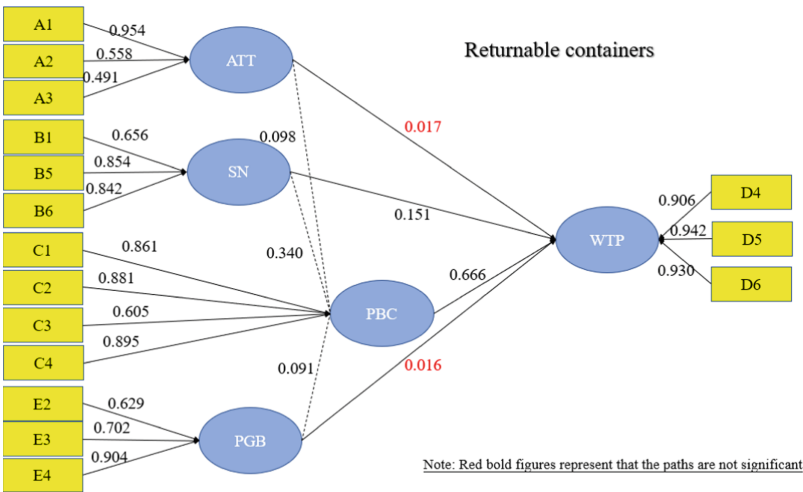 Returnable containers
A1
0.954
A2
0.558
A3
0.491
ATT
B1
0.656
B5
0.854
B6
0.842
SN
C1
0.861
C2
0.881
C3
0.605
C4
0.895
PBC
E2
0.629
E3
0.702
E4
0.904
PGB
0.098
0.340
0.091
0.017
0.151
0.666
0.016
WTP
0.906
D4
0.942
D5
0.930
D6
Note: Red bold figures represent that the paths are not significant